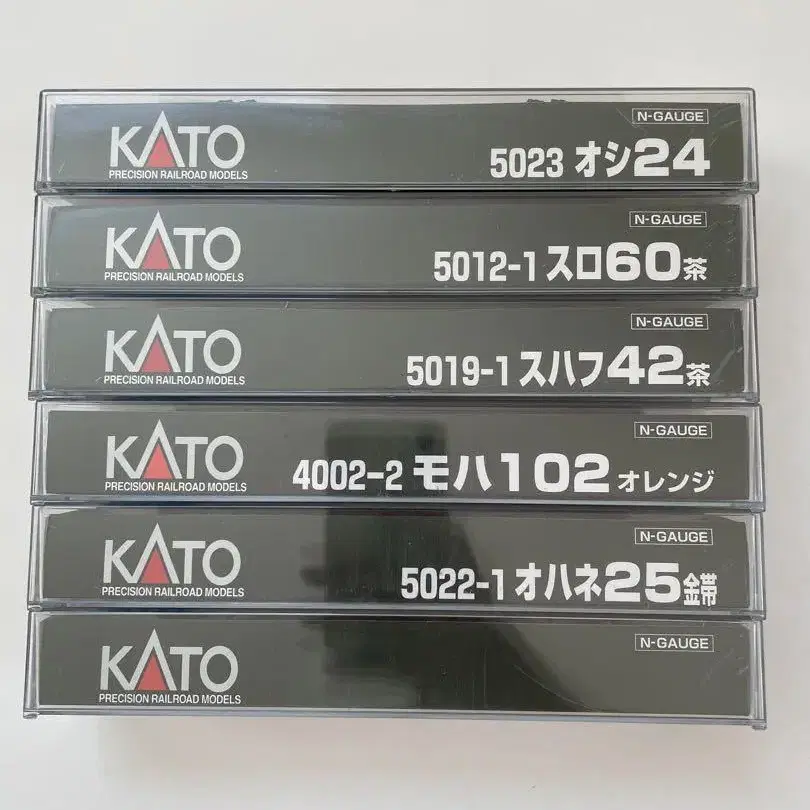 KATO
PRECISION RAILROAD MODELS
N-GAUGE
5023 オシ24
KATO
PRECISION RAILROAD MODELS
N-GAUGE
5012-1 スロ60茶
KATO
PRECISION RAILROAD MODELS
N-GAUGE
5019-1 スハフ42茶
KATO
PRECISION RAILROAD MODELS
N-GAUGE
4002-2 モハ102 オレンジ
KATO
PRECISION RAILROAD MODELS
N-GAUGE
5022-1 オハネ25金帯
KATO
PRECISION RAILROAD MODELS
N-GAUGE